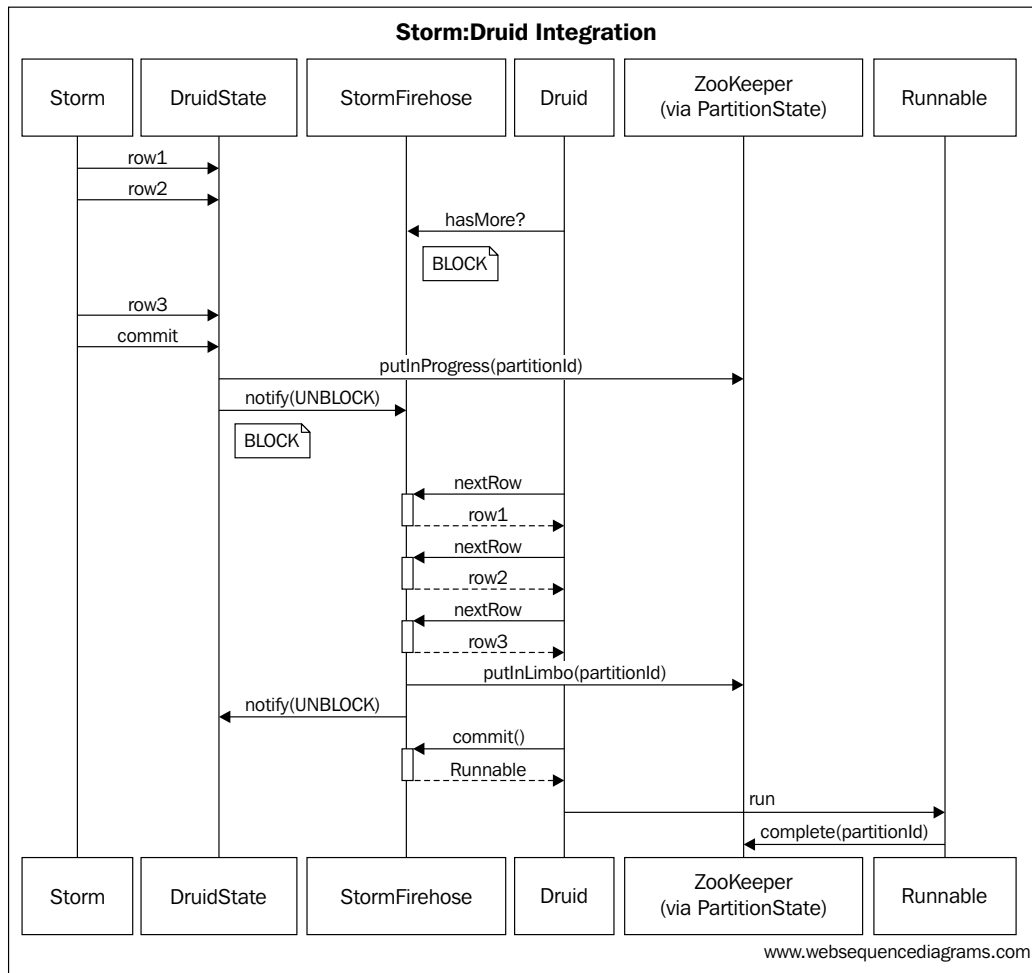 Storm:Druid Integration
Storm
DruidState
StormFirehose
Druid
ZooKeeper
(via PartitionState)
Runnable
row1
row2
hasMore?
BLOCK
row3
commit
putInProgress(partitionId)
notify(UNBLOCK)
BLOCK
nextRow
row1
nextRow
row2
nextRow
row3
putInLimbo(partitionId)
notify(UNBLOCK)
commit()
Runnable
run
complete(partitionId)
Storm
DruidState
StormFirehose
Druid
ZooKeeper
(via PartitionState)
Runnable
www.websequencediagrams.com